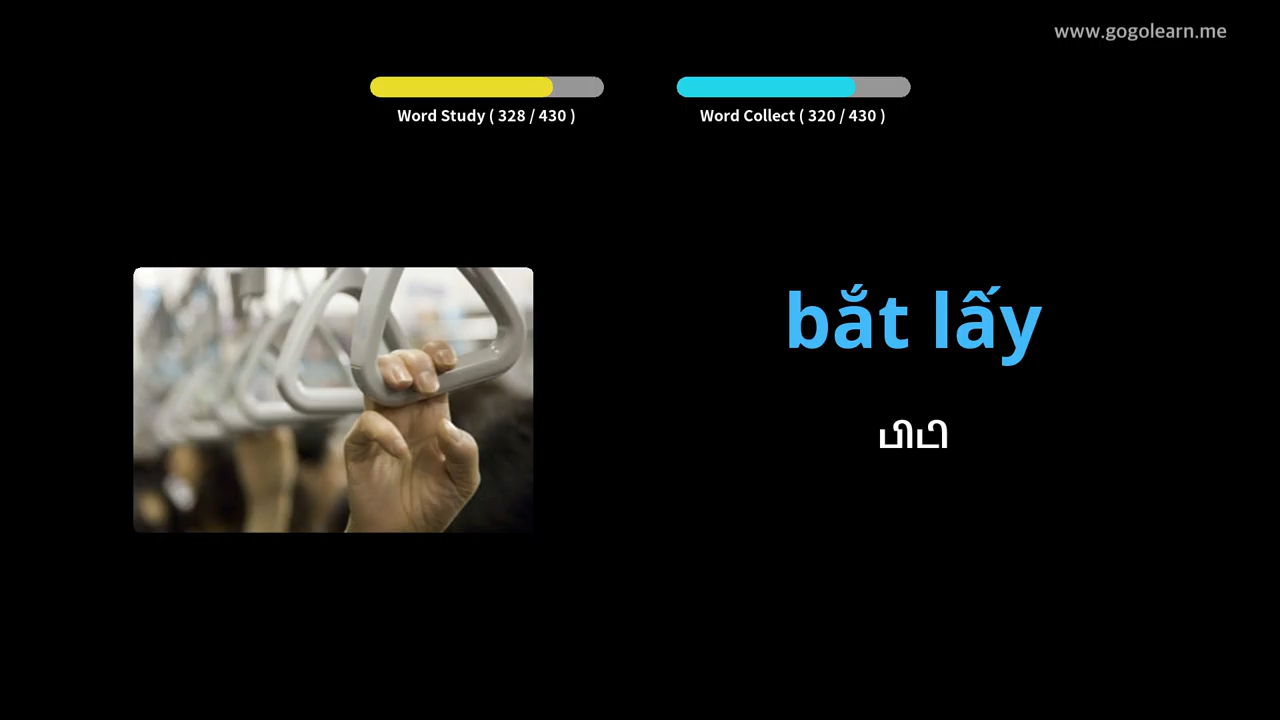 www.gogolearn.me
Word Study ( 328 / 430 )
Word Collect ( 320 / 430 )
bắt lấy
பிடி